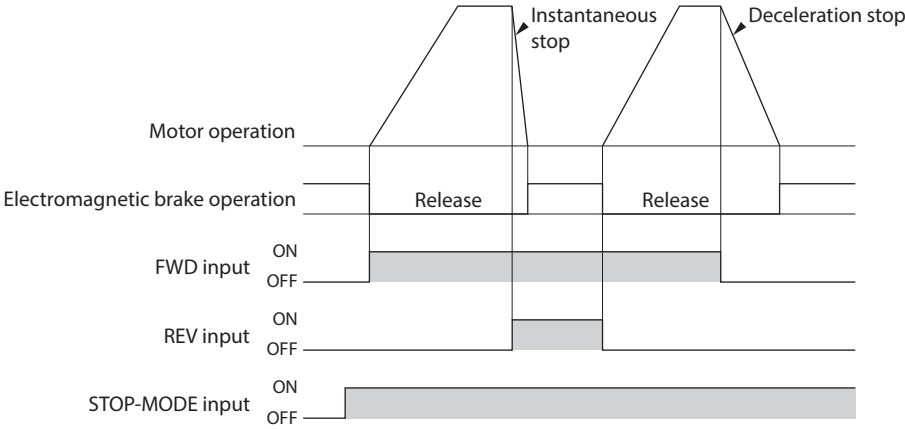 Instantaneous
stop
Deceleration stop
Motor operation
Electromagnetic brake operation
Release
Release
FWD input
ON
OFF
REV input
ON
OFF
STOP-MODE input
ON
OFF